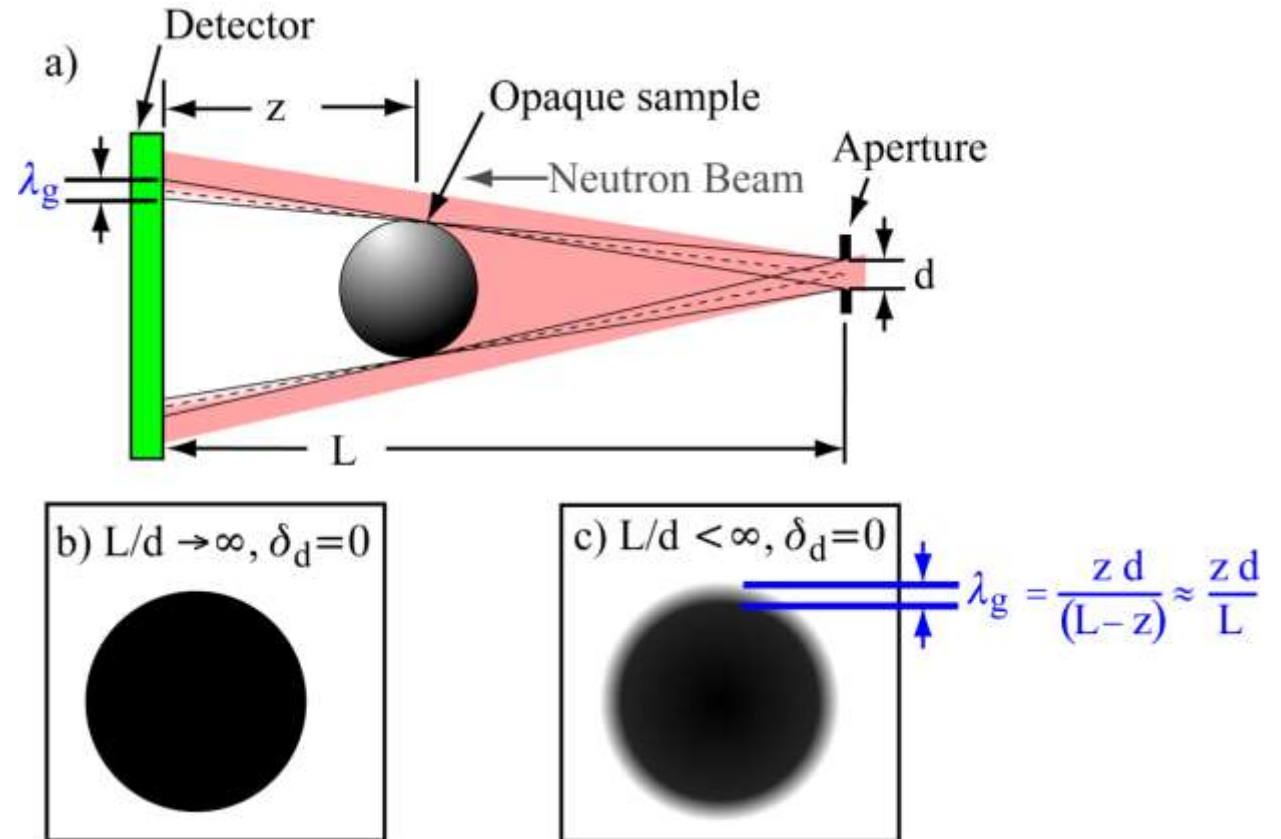 Detector
a)
z
Opaque sample
Aperture
λg
Neutron Beam
d
L
b) L/d →∞, δd=0
c) L/d <∞, δd=0
λg = z d / (L−z) ≈ z d / L